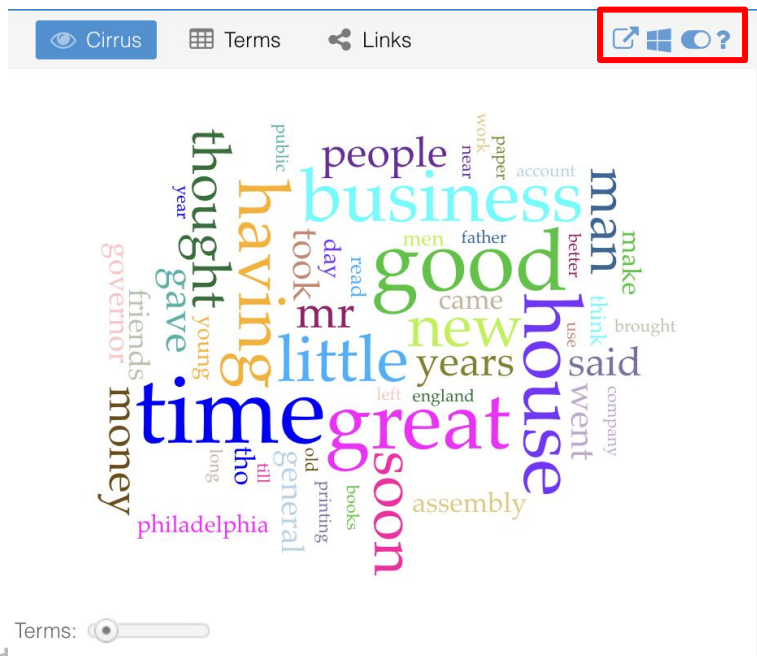 Cirrus Terms Links ?
public
work
people
near
paper
thought
business
account
man
year
having
took
day
men
father
better
make
governor
friends
gave
read
good
came
think
brought
young
mr
new
house
use
little
years
said
money
time
left
england
went
company
great
long
tho
till
general
old
printing
books
soon
assembly
philadelphia
Terms: